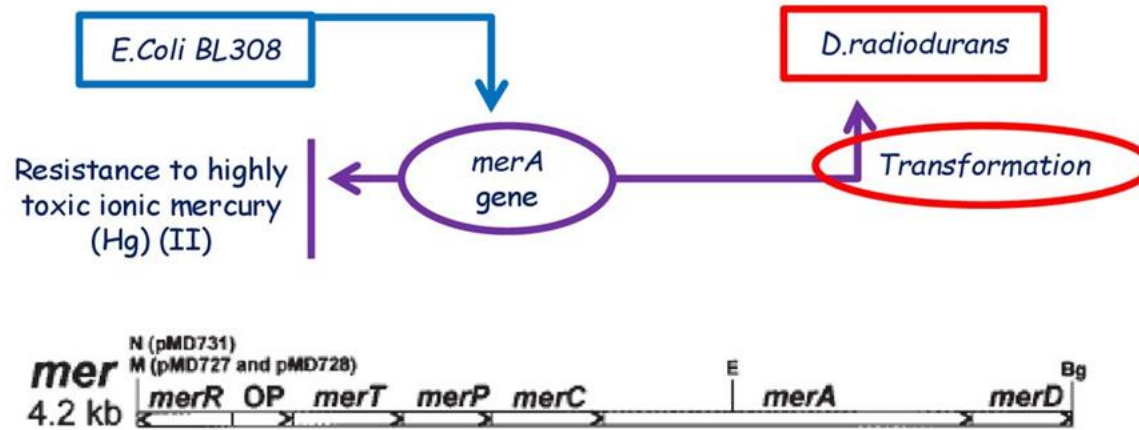 E.Coli BL308
D.radiodurans
Resistance to highly
toxic ionic mercury
(Hg) (II)
merA
gene
Transformation
N (pMD731)
M (pMD727 and pMD728)
mer
4.2 kb
merR OP merT merP merC E merA merD Bg